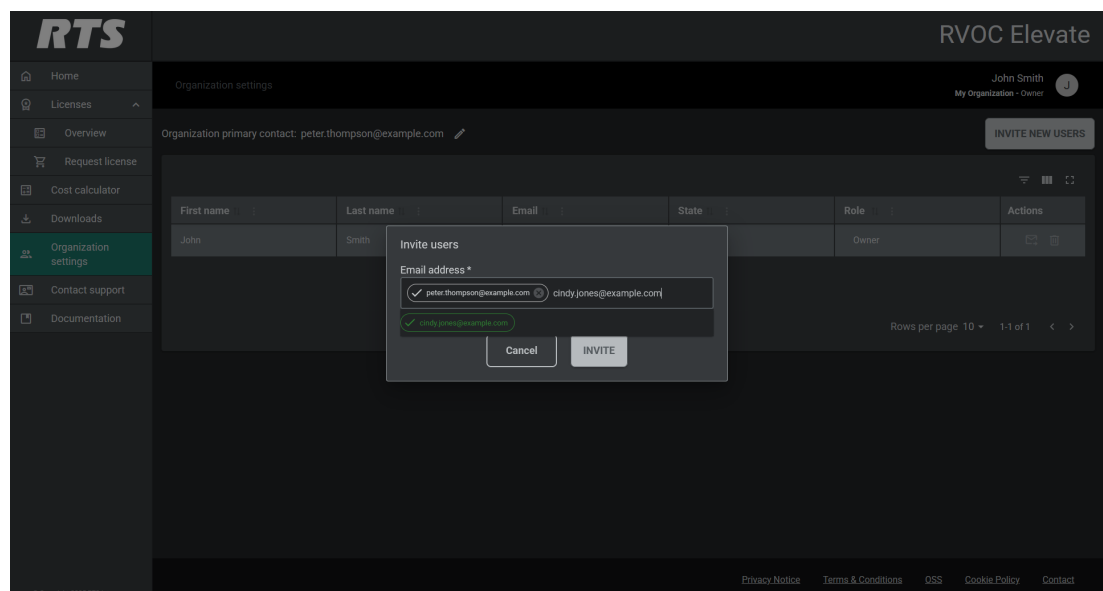 RTS
RVOC Elevate
Home
Licenses
Overview
Request license
Cost calculator
Downloads
Organization
settings
Contact support
Documentation
Organization settings
John Smith
My Organization - Owner
J
Organization primary contact: peter.thompson@example.com
INVITE NEW USERS
First name Last name Email State Role Actions
John Smith Owner
Invite users
Email address *
peter.thompson@example.com cindy.jones@example.com
cindy.jones@example.com
Cancel INVITE
Rows per page 10 1-1 of 1
Privacy Notice Terms & Conditions OSS Cookie Policy Contact